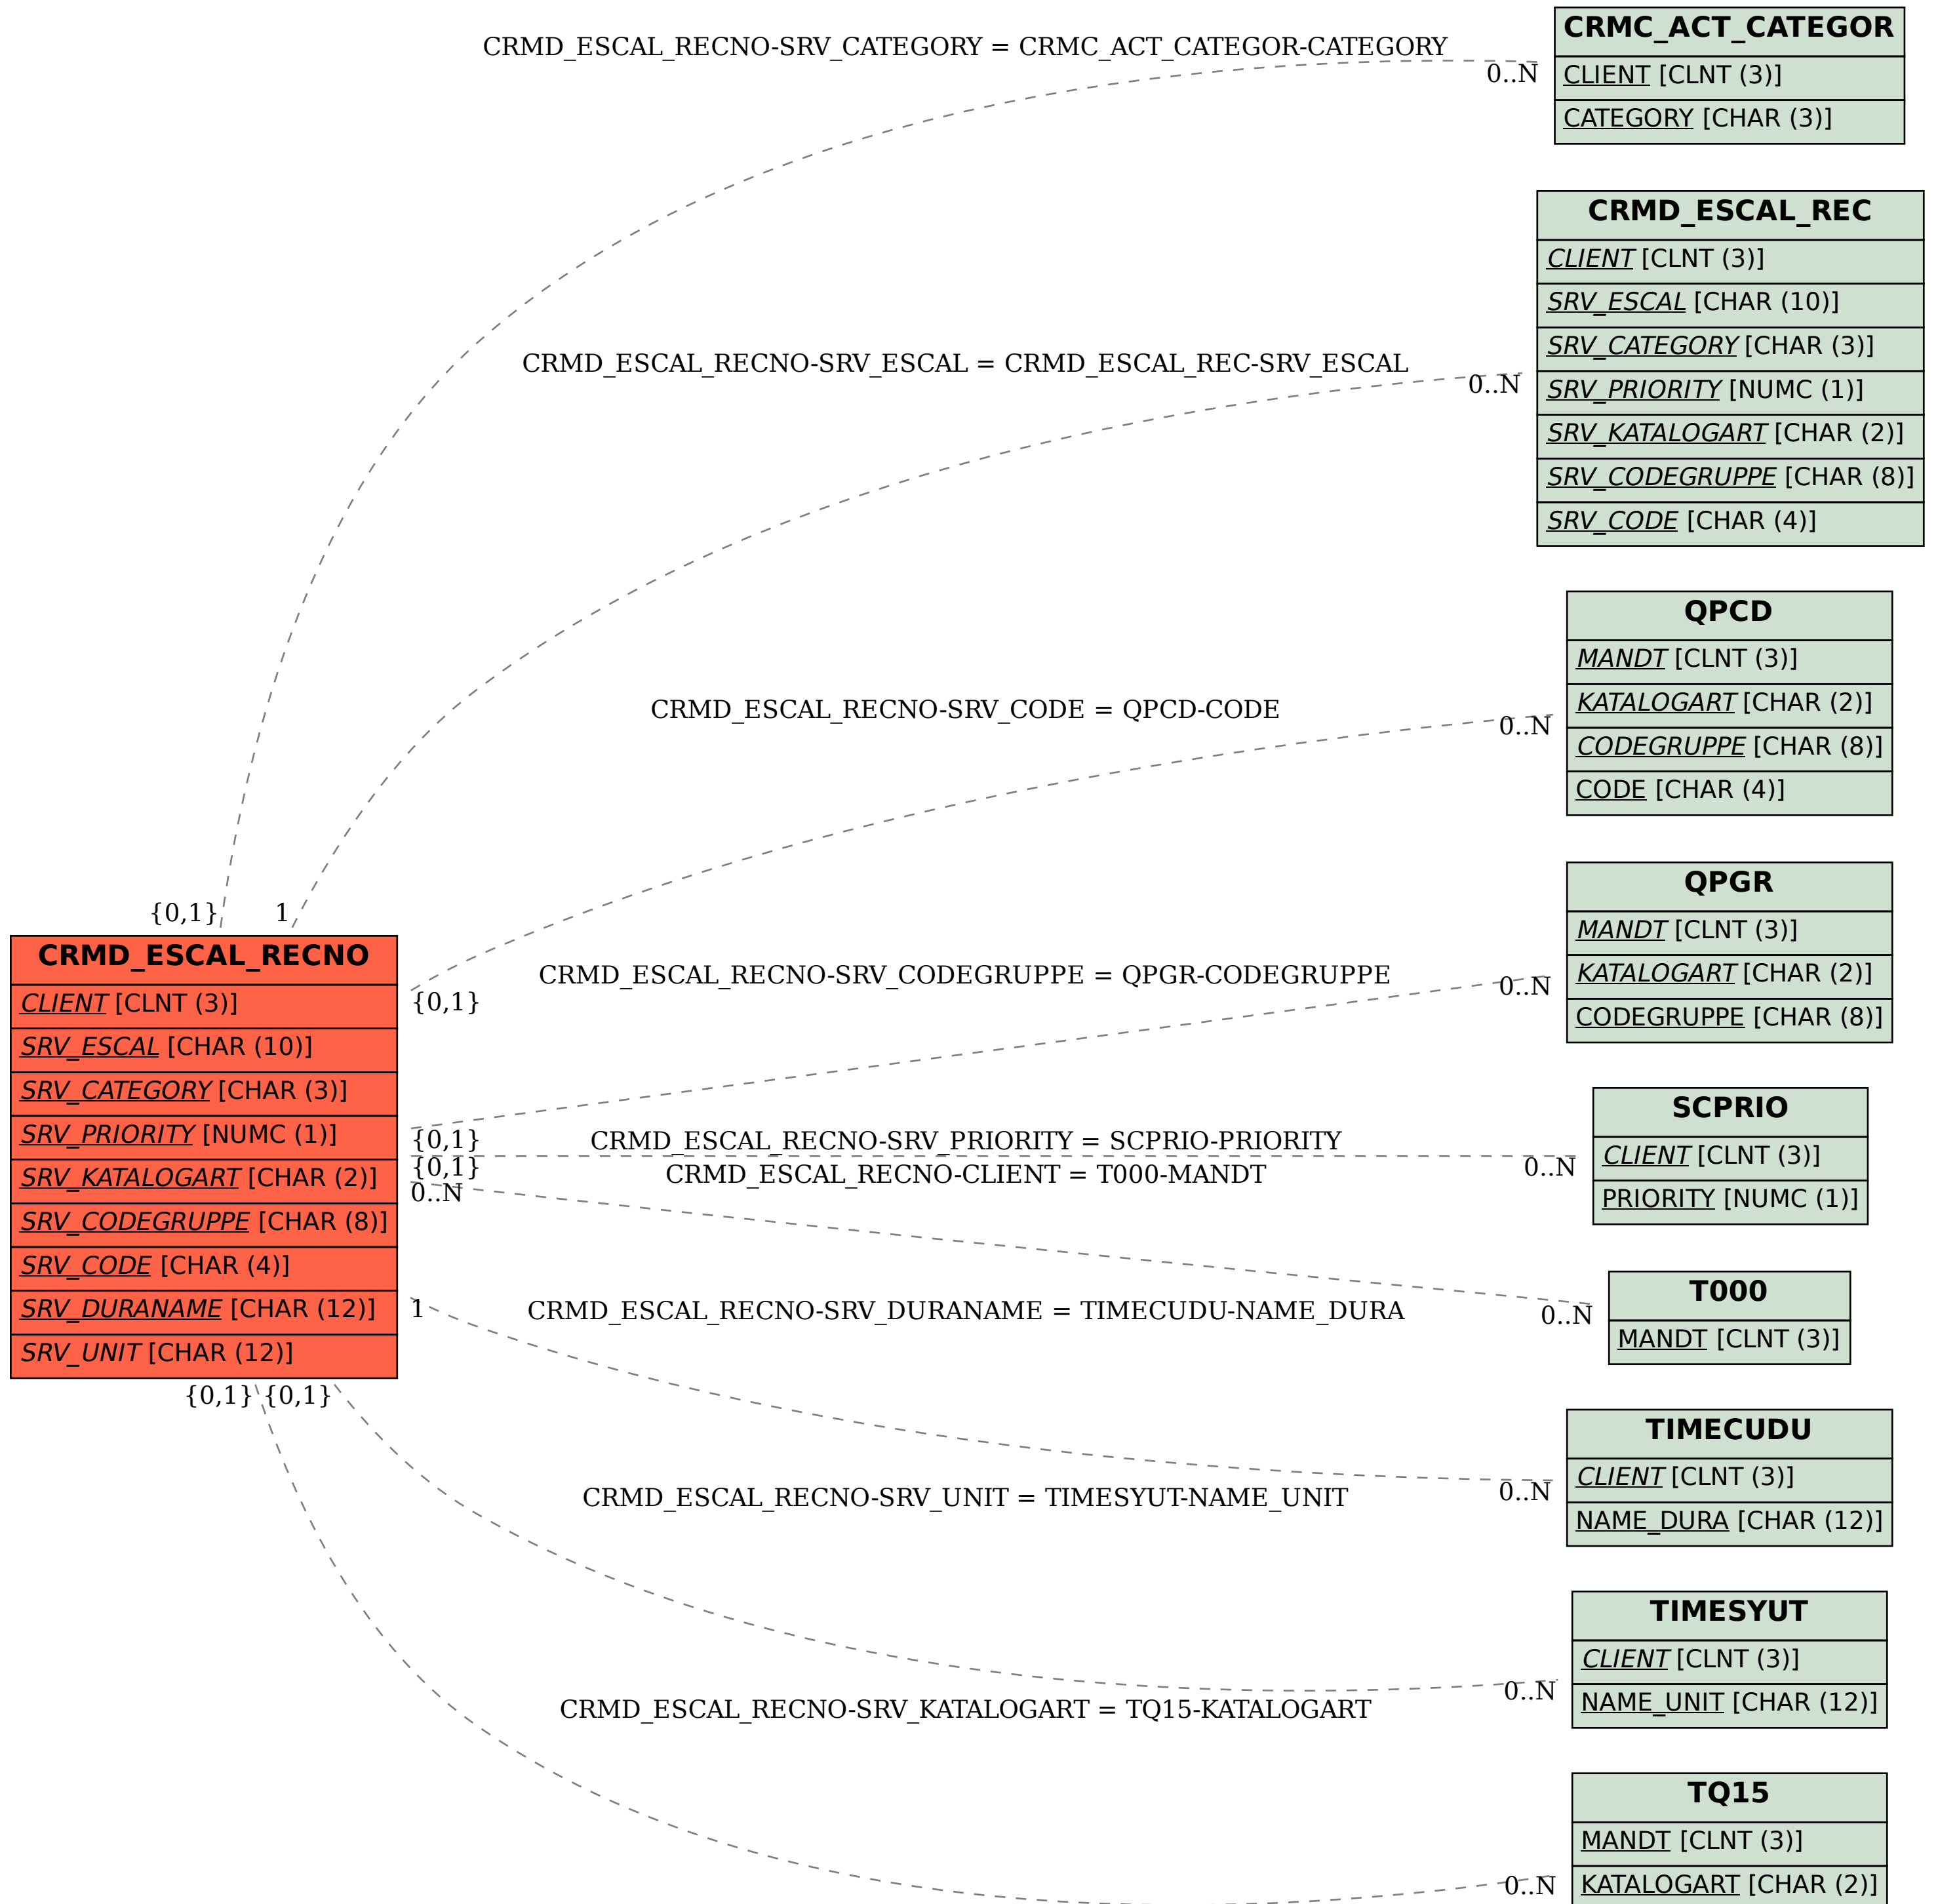 CRMC_ACT_CATEGOR
CLIENT [CLNT (3)]
CATEGORY [CHAR (3)]
CRMD_ESCAL_RECNO-SRV_CATEGORY = CRMC_ACT_CATEGOR-CATEGORY
0..N
CRMD_ESCAL_REC
CLIENT [CLNT (3)]
SRV_ESCAL [CHAR (10)]
SRV_CATEGORY [CHAR (3)]
SRV_PRIORITY [NUMC (1)]
SRV_KATALOGART [CHAR (2)]
SRV_CODEGRUPPE [CHAR (8)]
SRV_CODE [CHAR (4)]
CRMD_ESCAL_RECNO-SRV_ESCAL = CRMD_ESCAL_REC-SRV_ESCAL
0..N
QPCD
MANDT [CLNT (3)]
KATALOGART [CHAR (2)]
CODEGRUPPE [CHAR (8)]
CODE [CHAR (4)]
CRMD_ESCAL_RECNO-SRV_CODE = QPCD-CODE
0..N
QPGR
MANDT [CLNT (3)]
KATALOGART [CHAR (2)]
CODEGRUPPE [CHAR (8)]
{0,1}
1
CRMD_ESCAL_RECNO
CLIENT [CLNT (3)]
SRV_ESCAL [CHAR (10)]
SRV_CATEGORY [CHAR (3)]
SRV_PRIORITY [NUMC (1)]
SRV_KATALOGART [CHAR (2)]
SRV_CODEGRUPPE [CHAR (8)]
SRV_CODE [CHAR (4)]
SRV_DURANAME [CHAR (12)]
SRV_UNIT [CHAR (12)]
{0,1}
CRMD_ESCAL_RECNO-SRV_CODEGRUPPE = QPGR-CODEGRUPPE
0..N
{0,1}
CRMD_ESCAL_RECNO-SRV_PRIORITY = SCPRIO-PRIORITY
{0,1}
0..N
CRMD_ESCAL_RECNO-CLIENT = T000-MANDT
0..N
SCPRIO
CLIENT [CLNT (3)]
PRIORITY [NUMC (1)]
T000
MANDT [CLNT (3)]
1
CRMD_ESCAL_RECNO-SRV_DURANAME = TIMECUDU-NAME_DURA
0..N
{0,1}
{0,1}
TIMECUDU
CLIENT [CLNT (3)]
NAME_DURA [CHAR (12)]
CRMD_ESCAL_RECNO-SRV_UNIT = TIMESYUT-NAME_UNIT
0..N
TIMESYUT
CLIENT [CLNT (3)]
NAME_UNIT [CHAR (12)]
CRMD_ESCAL_RECNO-SRV_KATALOGART = TQ15-KATALOGART
0..N
TQ15
MANDT [CLNT (3)]
KATALOGART [CHAR (2)]
0..N